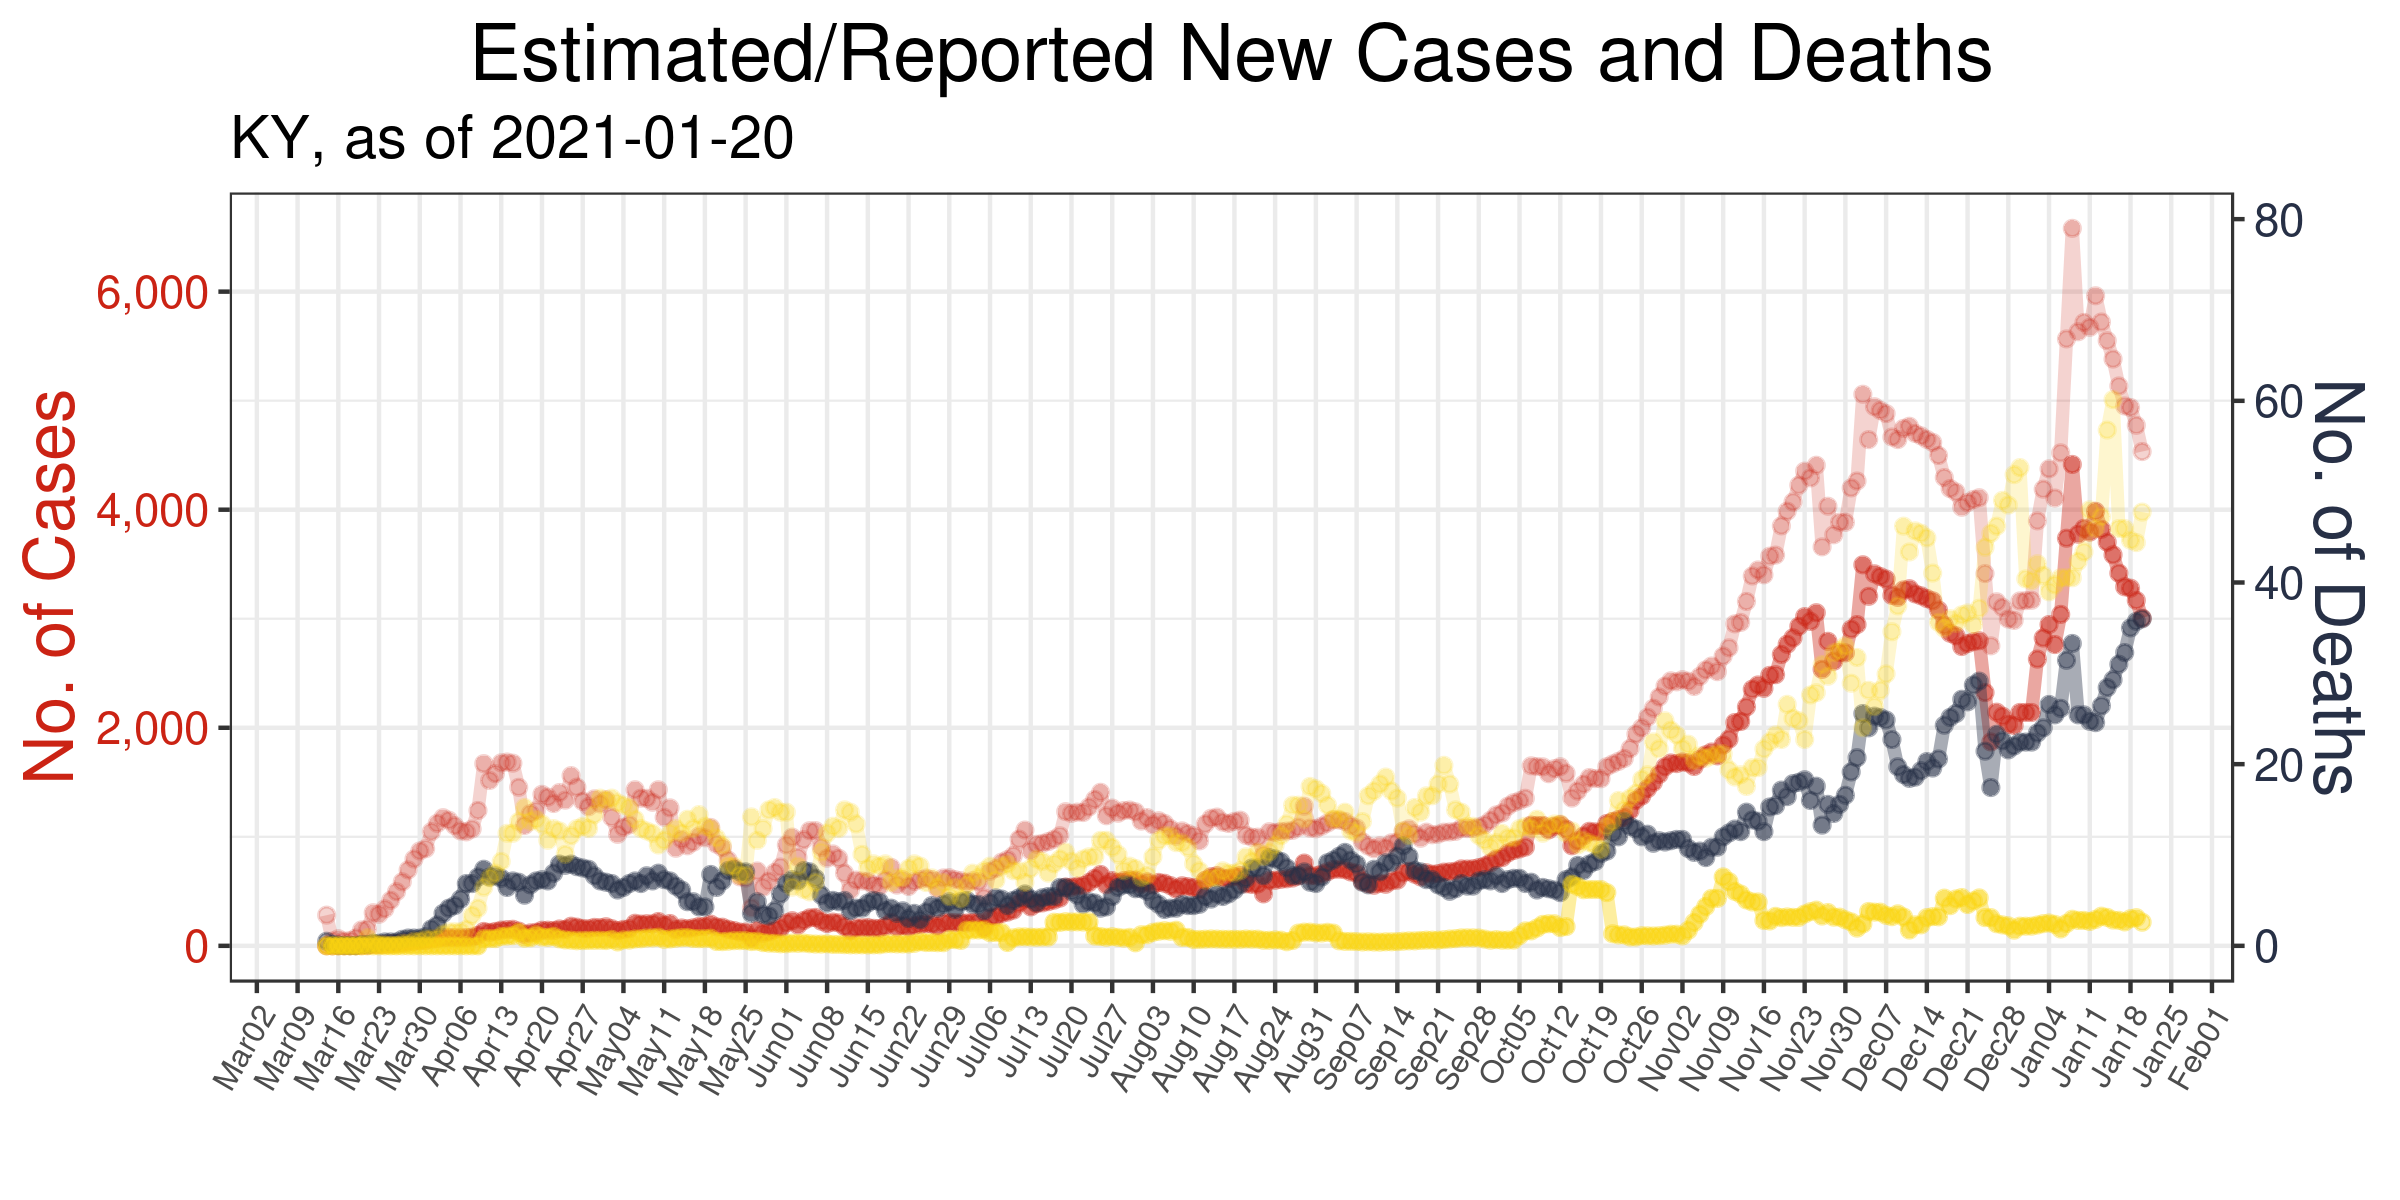 Estimated/Reported New Cases and Deaths
KY, as of 2021-01-20
No. of Cases
6,000
4,000
2,000
0
80
60
40
20
0
No. of Deaths
Mar02
Mar09
Mar16
Mar23
Mar30
Apr06
Apr13
Apr20
Apr27
May04
May11
May18
May25
Jun01
Jun08
Jun15
Jun22
Jun29
Jul06
Jul13
Jul20
Jul27
Aug03
Aug10
Aug17
Aug24
Aug31
Sep07
Sep14
Sep21
Sep28
Oct05
Oct12
Oct19
Oct26
Nov02
Nov09
Nov16
Nov23
Nov30
Dec07
Dec14
Dec21
Dec28
Jan04
Jan11
Jan18
Jan25
Feb01